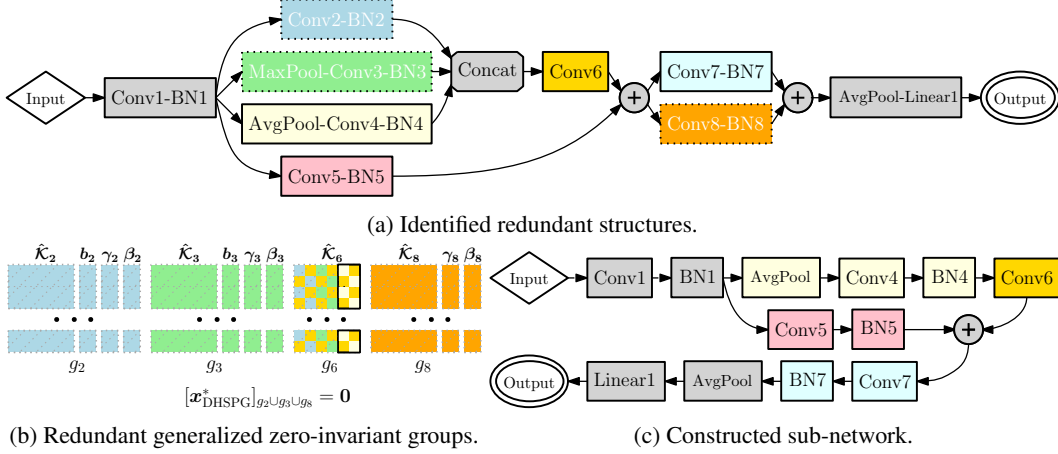 Conv2-BN2
MaxPool-Conv3-BN3
Input
Conv1-BN1
Concat
Conv6
Conv7-BN7
+
+
AvgPool-Linear1
Output
AvgPool-Conv4-BN4
Conv8-BN8
Conv5-BN5
(a) Identified redundant structures.
𝒦̂₂ b₂ γ₂ β₂ 𝒦̂₃ b₃ γ₃ β₃ 𝒦̂₆ 𝒦̂₈ γ₈ β₈
• • • • • • • • • • • •
g₂ g₃ g₆ g₈
[x*DHSPG]g₂∪g₃∪g₈ = 0
(b) Redundant generalized zero-invariant groups.
Input
Conv1
BN1
AvgPool
Conv4
BN4
Conv6
Conv5
BN5
+
Output
Linear1
AvgPool
BN7
Conv7
(c) Constructed sub-network.